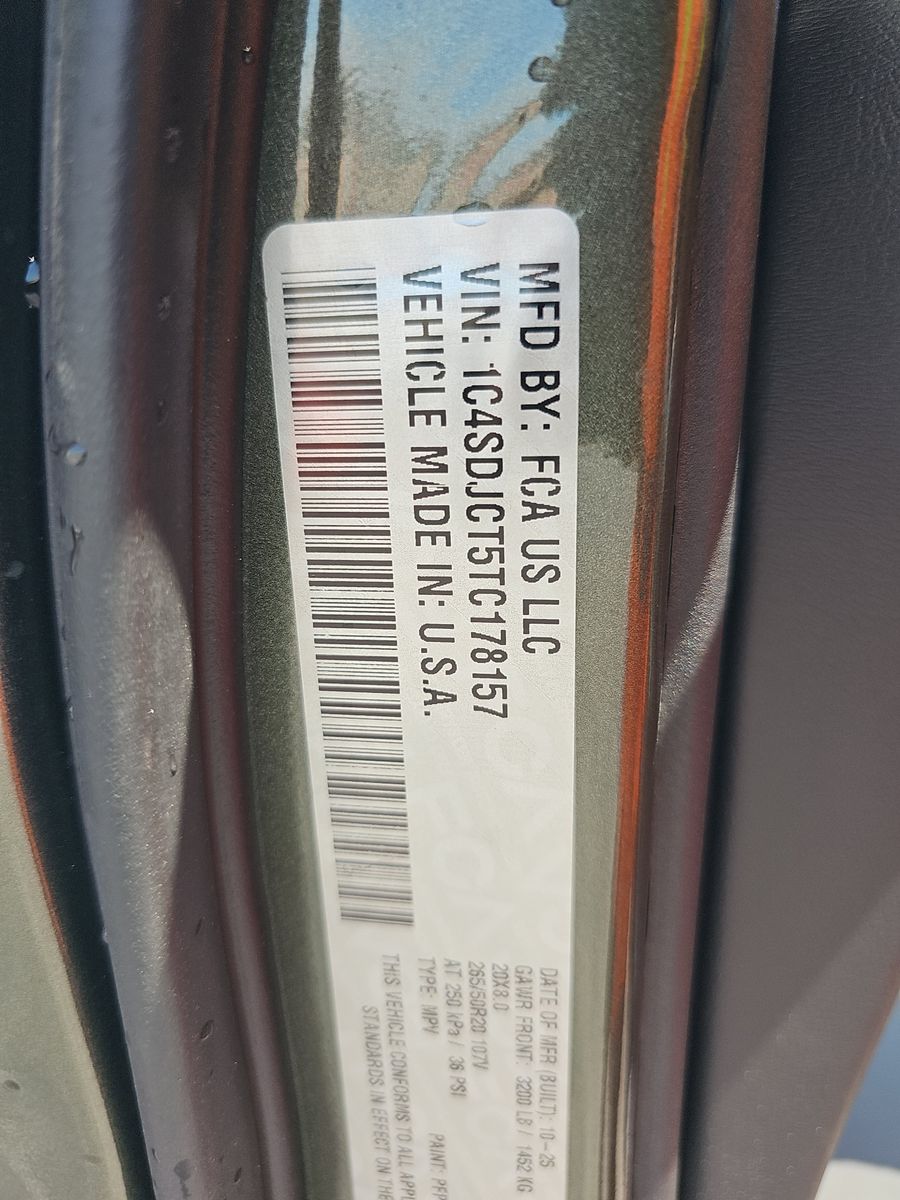 MFD BY: FCA US LLC
VIN: 1C4SDJCT5TC178157
VEHICLE MADE IN: U.S.A.
DATE OF MFR (BUILT): 10-25
GAWR FRONT: 3200 LB / 1452 KG
20X8.0
265/50R20 107V
AT 250 kPa / 36 PSI
TYPE: MPV PAINT:
THIS VEHICLE CONFORMS TO ALL
STANDARDS IN EFFECT ON THE